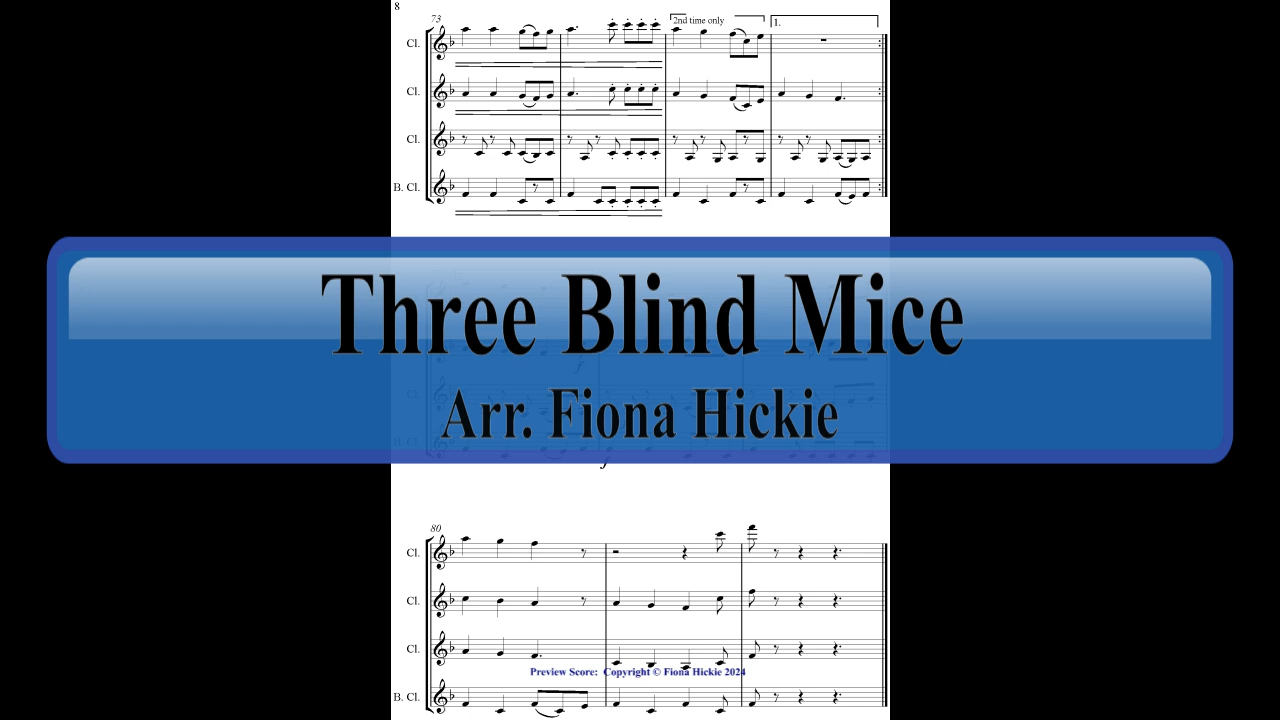 8
73
2nd time only
1.
Cl.
Cl.
Cl.
B. Cl.
Three Blind Mice
Arr. Fiona Hickie
f
80
Cl.
Cl.
Cl.
Preview Score: Copyright © Fiona Hickie 2024
B. Cl.